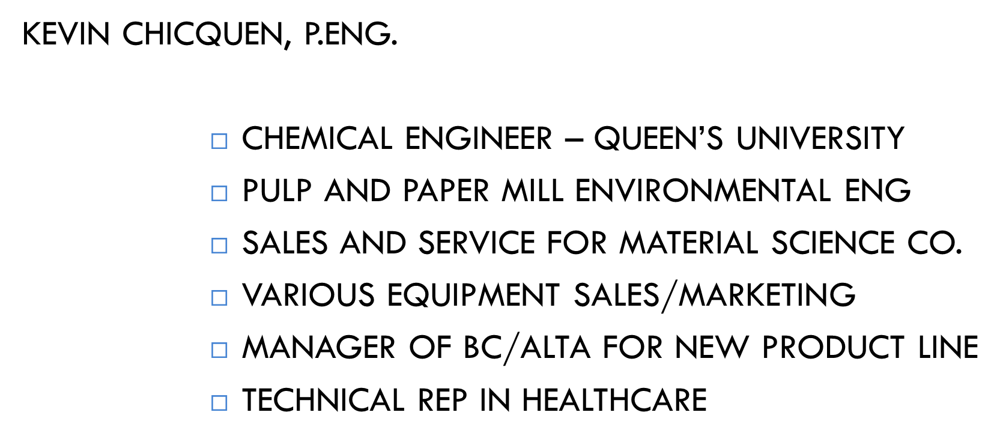 KEVIN CHICQUEN, P.ENG.
CHEMICAL ENGINEER – QUEEN’S UNIVERSITY
PULP AND PAPER MILL ENVIRONMENTAL ENG
SALES AND SERVICE FOR MATERIAL SCIENCE CO.
VARIOUS EQUIPMENT SALES/MARKETING
MANAGER OF BC/ALTA FOR NEW PRODUCT LINE
TECHNICAL REP IN HEALTHCARE